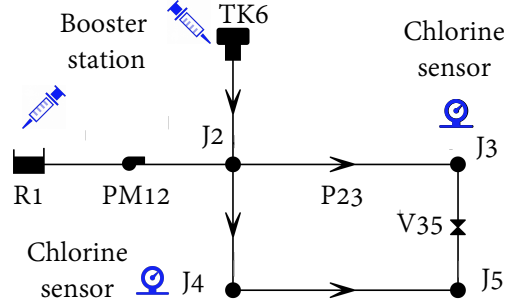 Booster
station
TK6
Chlorine
sensor
J2
J3
R1
PM12
P23
V35
Chlorine
sensor
J4
J5